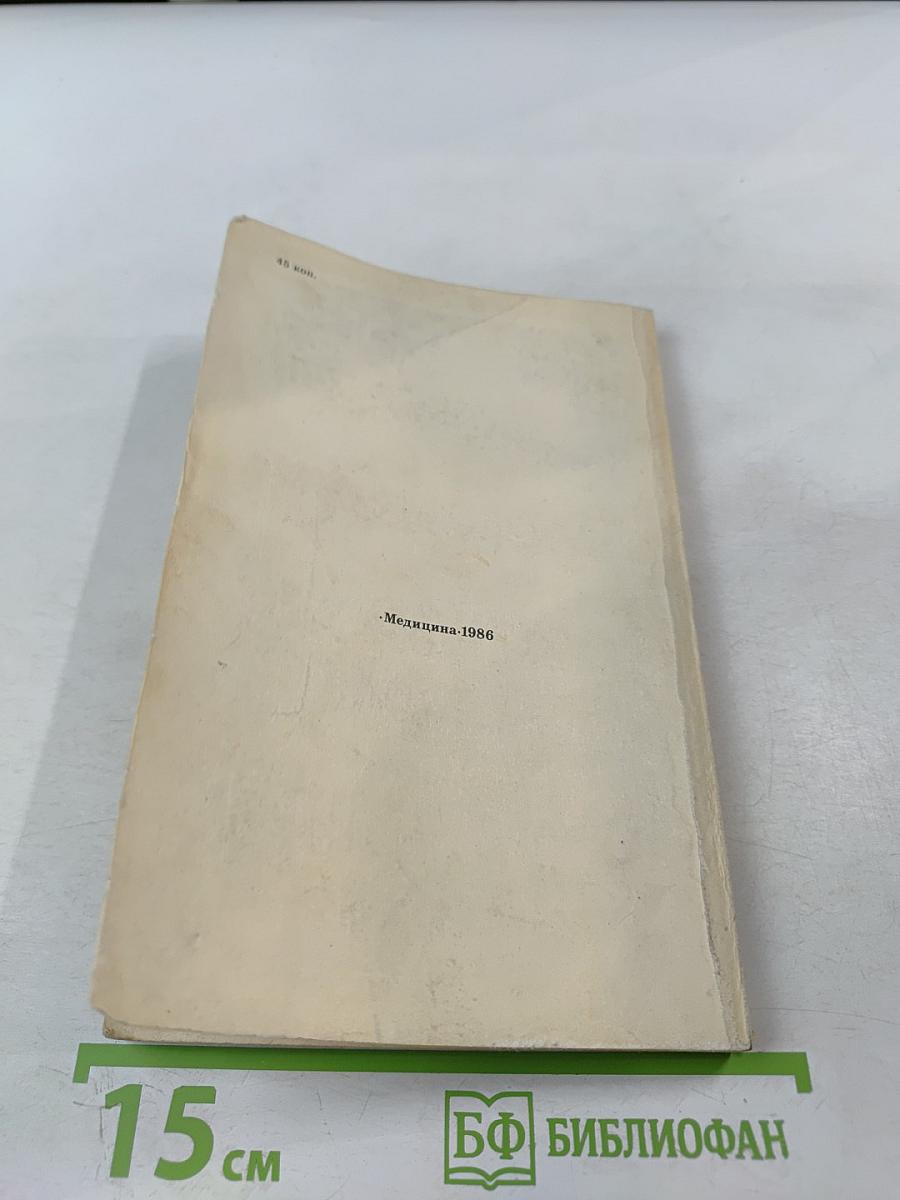 45 коп.
·Медицина·1986
15 см
БФ БИБЛИОФАН